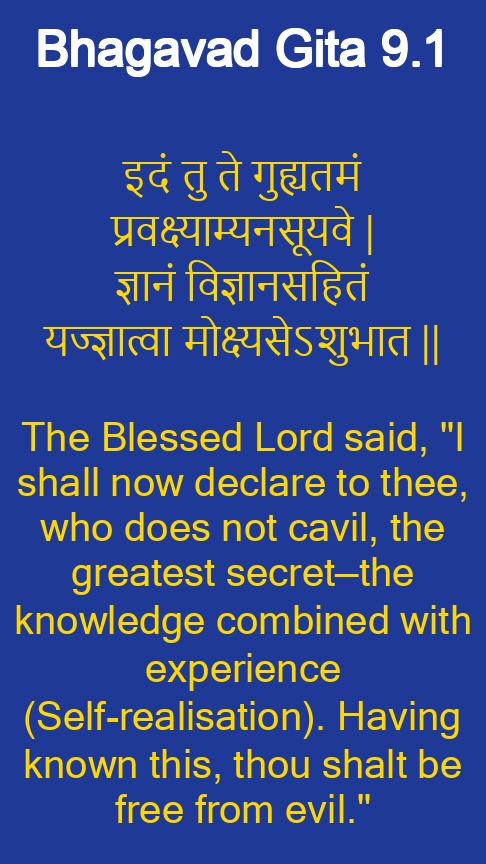 Bhagavad Gita 9.1
इदं तु ते गुह्यतमं
प्रवक्ष्याम्यनसूयवे |
ज्ञानं विज्ञानसहितं
यज्ज्ञात्वा मोक्ष्यसेऽशुभात ||
The Blessed Lord said, "I
shall now declare to thee,
who does not cavil, the
greatest secret—the
knowledge combined with
experience
(Self-realisation). Having
known this, thou shalt be
free from evil."